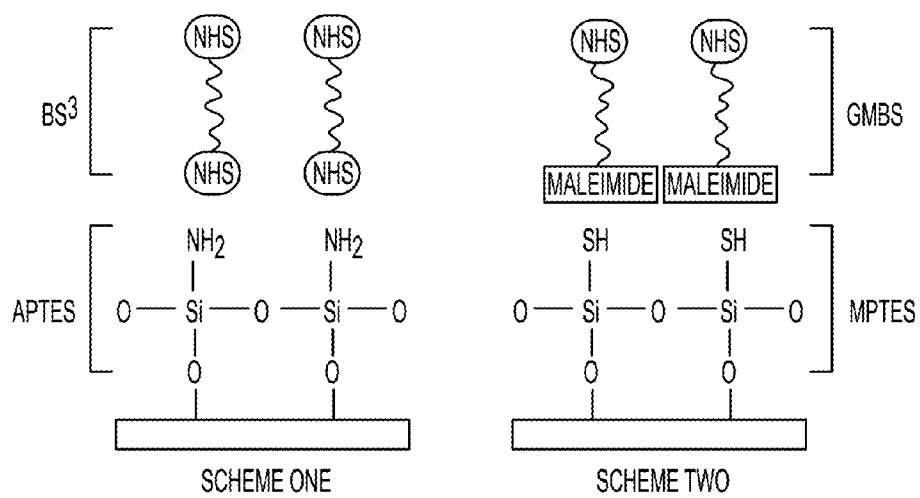 NHS NHS NHS NHS
BS³ GMBS
NHS NHS MALEIMIDE MALEIMIDE
NH₂ NH₂ SH SH
APTES O Si O Si O O Si O Si O MPTES
O O O O
SCHEME ONE SCHEME TWO